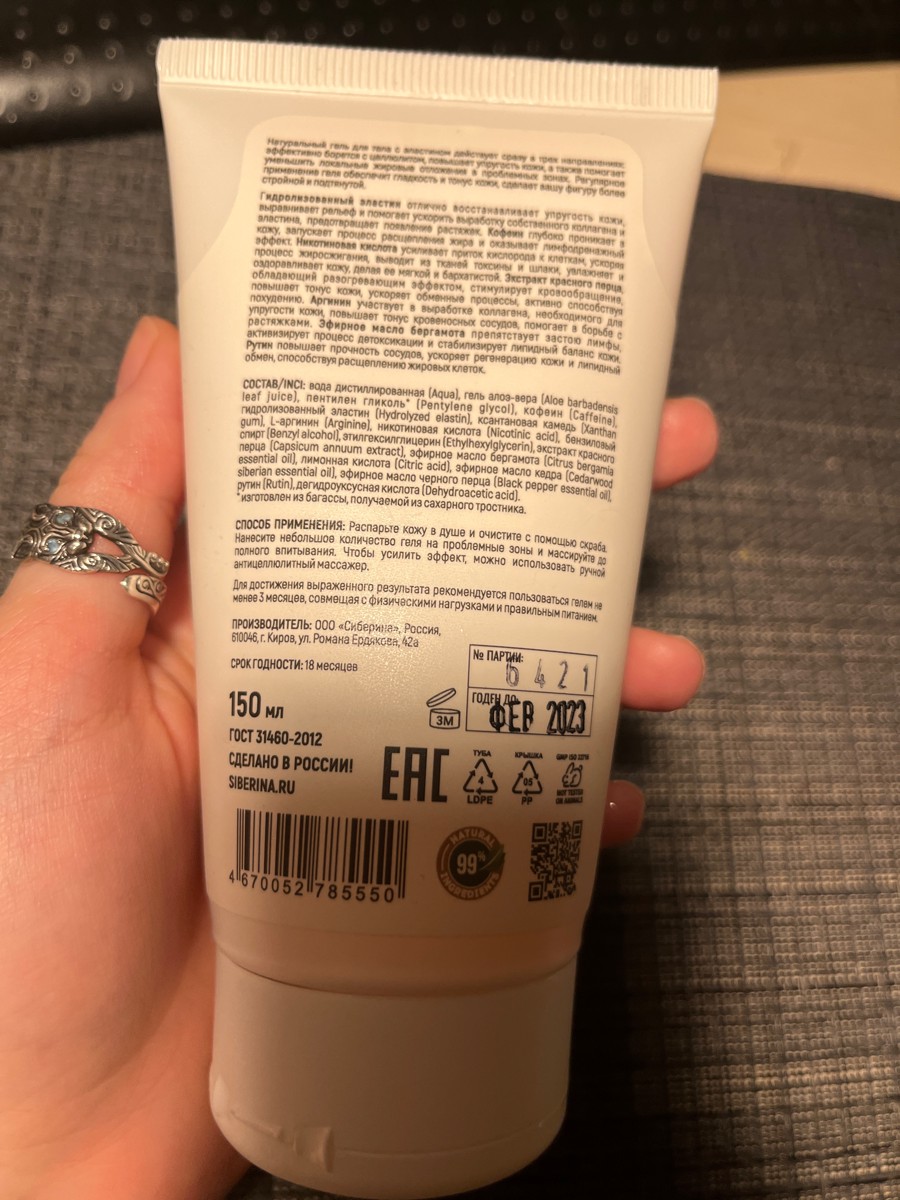 Натуральный гель для тела с эластином действует сразу в трех направлениях:
эффективно борется с целлюлитом, повышает упругость кожи, а также помогает
уменьшить локальные жировые отложения в проблемных зонах. Регулярное
применение геля обеспечит гладкость и тонус кожи, сделает вашу фигуру более
стройной и подтянутой.
Гидролизованный эластин отлично восстанавливает упругость кожи,
выравнивает рельеф и помогает ускорить выработку собственного коллагена и
эластина, предотвращает появление растяжек. Кофеин глубоко проникает в
кожу, запускает процесс расщепления жира и оказывает лимфодренажный
эффект. Никотиновая кислота усиливает приток кислорода к клеткам, ускоряя
процесс жиросжигания, выводит из тканей токсины и шлаки, увлажняет и
оздоравливает кожу, делая ее мягкой и бархатистой. Экстракт красного перца,
обладающий разогревающим эффектом, стимулирует кровообращение,
повышает тонус кожи, ускоряет обменные процессы, активно способствуя
похудению. Аргинин участвует в выработке коллагена, необходимого для
упругости кожи, повышает тонус кровеносных сосудов, помогает в борьбе с
растяжками. Эфирное масло бергамота препятствует застою лимфы,
активизирует процесс детоксикации и стабилизирует липидный баланс кожи.
Рутин повышает прочность сосудов, ускоряет регенерацию кожи и липидный
обмен, способствуя расщеплению жировых клеток.
СОСТАВ/INCI: вода дистиллированная (Aqua), гель алоэ-вера (Aloe barbadensis
leaf juice), пентилен гликоль* (Pentylene glycol), кофеин (Caffeine),
гидролизованный эластин (Hydrolyzed elastin), ксантановая камедь (Xanthan
gum), L-аргинин (Arginine), никотиновая кислота (Nicotinic acid), бензиловый
спирт (Benzyl alcohol), этилгексилглицерин (Ethylhexylglycerin), экстракт красного
перца (Capsicum annuum extract), эфирное масло бергамота (Citrus bergamia
essential oil), лимонная кислота (Citric acid), эфирное масло кедра (Cedarwood
siberian essential oil), эфирное масло черного перца (Black pepper essential oil),
рутин (Rutin), дегидроуксусная кислота (Dehydroacetic acid).
*изготовлен из багассы, получаемой из сахарного тростника.
СПОСОБ ПРИМЕНЕНИЯ: Распарьте кожу в душе и очистите с помощью скраба.
Нанесите небольшое количество геля на проблемные зоны и массируйте до
полного впитывания. Чтобы усилить эффект, можно использовать ручной
антицеллюлитный массажер.
Для достижения выраженного результата рекомендуется пользоваться гелем не
менее 3 месяцев, совмещая с физическими нагрузками и правильным питанием.
ПРОИЗВОДИТЕЛЬ: ООО «Сиберина», Россия,
610046, г. Киров, ул. Романа Ердякова, 42а
СРОК ГОДНОСТИ: 18 месяцев
№ ПАРТИИ:
6421
ГОДЕН ДО:
ФЕВ 2023
150 мл
3М
ГОСТ 31460-2012
СДЕЛАНО В РОССИИ!
SIBERINA.RU
EAC
ТУБА
4
LDPE
КРЫШКА
05
PP
GMP ISO 22716
NOT TESTED
ON ANIMALS
4 670052 785550
NATURAL
99%
INGREDIENTS